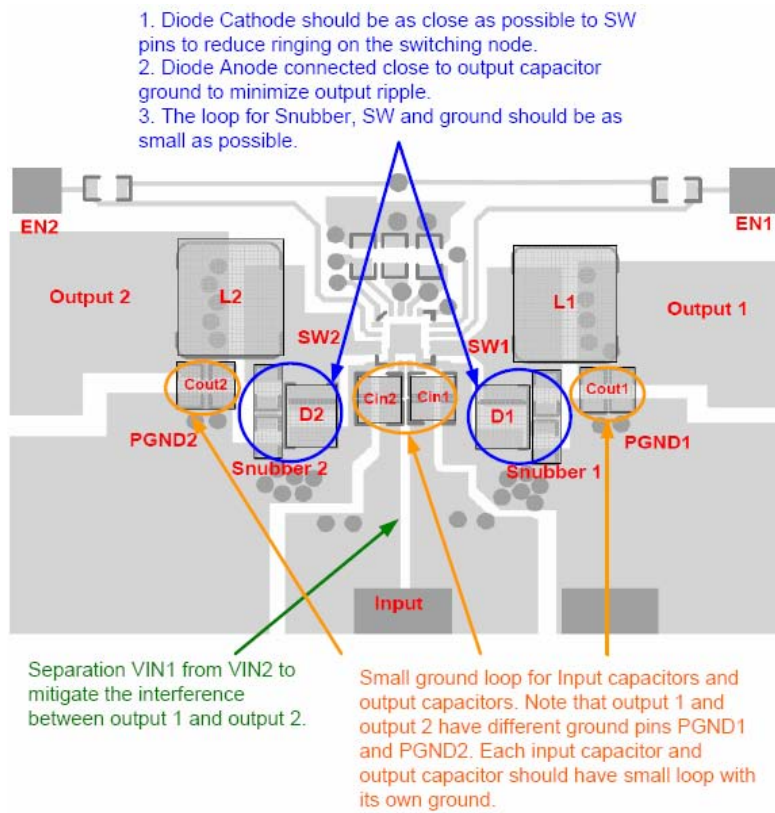 1. Diode Cathode should be as close as possible to SW
pins to reduce ringing on the switching node.
2. Diode Anode connected close to output capacitor
ground to minimize output ripple.
3. The loop for Snubber, SW and ground should be as
small as possible.
EN2
EN1
Output 2
L2
L1
Output 1
SW2
SW1
Cout2
Cin2
Cin1
Cout1
D2
D1
PGND2
PGND1
Snubber 2
Snubber 1
Input
Separation VIN1 from VIN2 to
mitigate the interference
between output 1 and output 2.
Small ground loop for Input capacitors and
output capacitors. Note that output 1 and
output 2 have different ground pins PGND1
and PGND2. Each input capacitor and
output capacitor should have small loop with
its own ground.